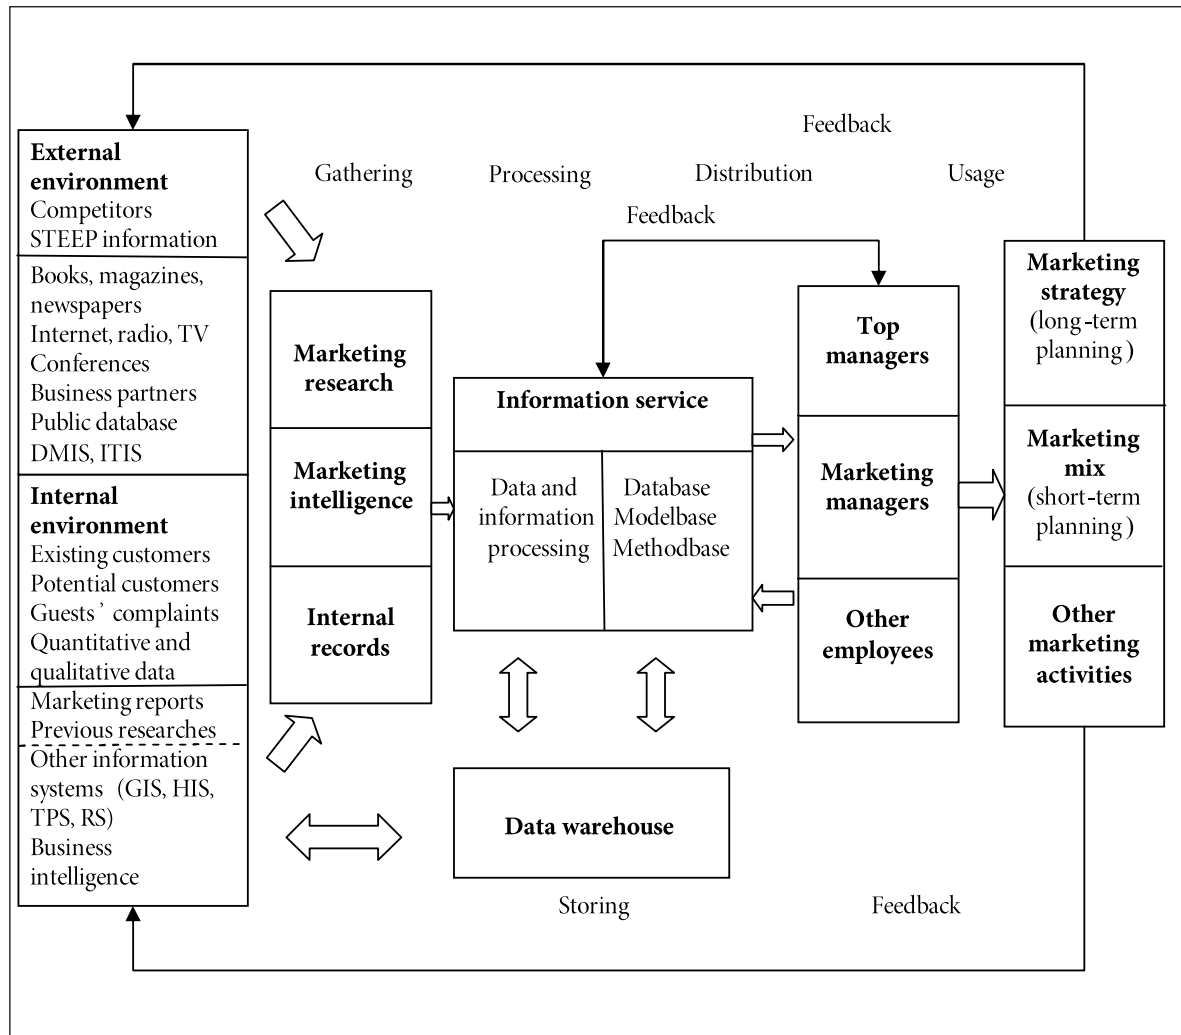 Feedback
Gathering
Processing
Distribution
Usage
Feedback
External
environment
Competitors
STEEP information
Books, magazines,
newspapers
Internet, radio, TV
Conferences
Business partners
Public database
DMIS, ITIS
Internal
environment
Existing customers
Potential customers
Guests’ complaints
Quantitative and
qualitative data
Marketing reports
Previous researches
Other information
systems (GIS, HIS,
TPS, RS)
Business
intelligence
Marketing
research
Marketing
intelligence
Internal
records
Information service
Data and
information
processing
Database
Modelbase
Methodbase
Top
managers
Marketing
managers
Other
employees
Marketing
strategy
(long-term
planning)
Marketing
mix
(short-term
planning)
Other
marketing
activities
Data warehouse
Storing
Feedback